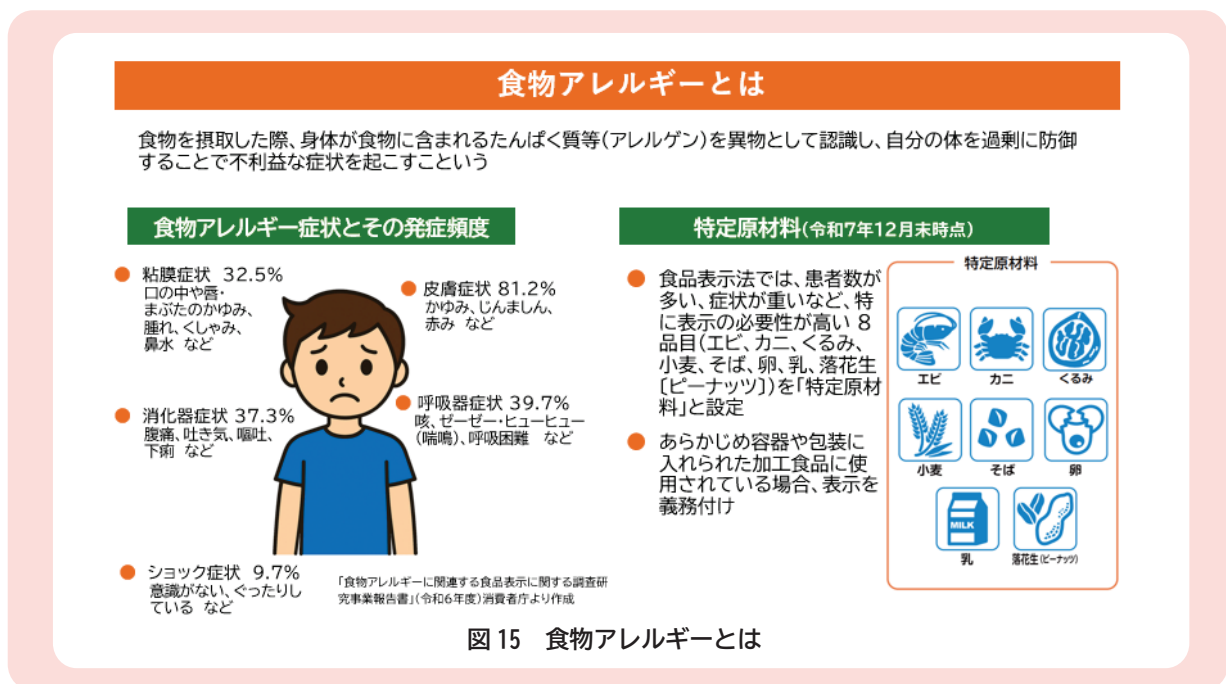 食物アレルギーとは
食物を摂取した際、身体が食物に含まれるたんぱく質等(アレルゲン)を異物として認識し、自分の体を過剰に防御
することで不利益な症状を起こすこという
食物アレルギー症状とその発症頻度
粘膜症状 32.5%
口の中や唇・
まぶたのかゆみ、
腫れ、くしゃみ、
鼻水 など
皮膚症状 81.2%
かゆみ、じんましん、
赤み など
消化器症状 37.3%
腹痛、吐き気、嘔吐、
下痢 など
呼吸器症状 39.7%
咳、ゼーゼー・ヒューヒュー
(喘鳴)、呼吸困難 など
ショック症状 9.7%
意識がない、ぐったりし
ている など
「食物アレルギーに関連する食品表示に関する調査研
究事業報告書」(令和6年度)消費者庁より作成
特定原材料(令和7年12月末時点)
食品表示法では、患者数が
多い、症状が重いなど、特
に表示の必要性が高い 8
品目(エビ、カニ、くるみ、
小麦、そば、卵、乳、落花生
〔ピーナッツ〕)を「特定原材
料」と設定
あらかじめ容器や包装に
入れられた加工食品に使
用されている場合、表示を
義務付け
特定原材料
エビ
カニ
くるみ
小麦
そば
卵
MILK
乳
落花生(ピーナッツ)
図 15 食物アレルギーとは